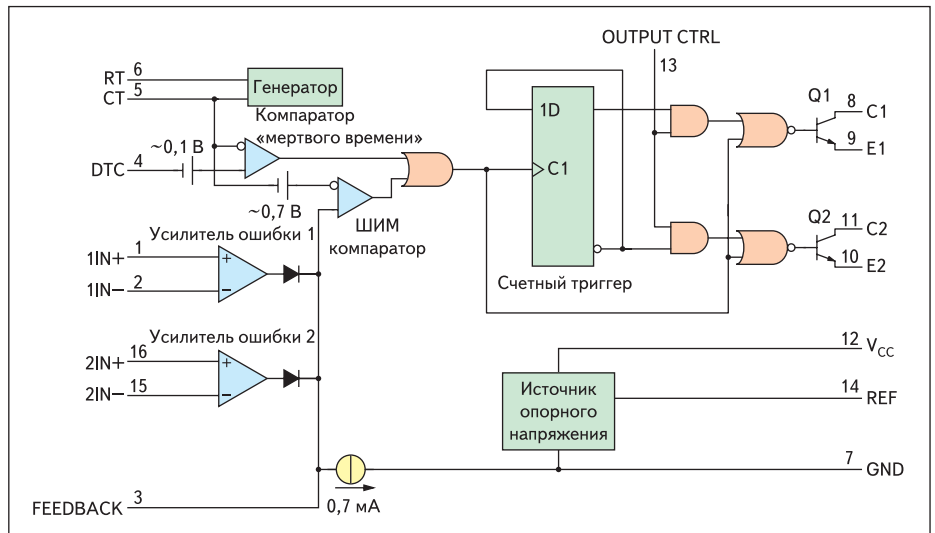 OUTPUT CTRL
13
RT 6
CT 5
Генератор
Компаратор
«мертвого времени»
~0,1 В
DTC 4
~0,7 В
ШИМ
компаратор
1D
C1
Счетный триггер
Q1
8 C1
9 E1
Q2
11 C2
10 E2
Усилитель ошибки 1
1IN+ 1
+
1IN− 2
−
Усилитель ошибки 2
2IN+ 16
+
2IN− 15
−
12 VCC
Источник
опорного
напряжения
14 REF
7 GND
0,7 мА
FEEDBACK 3